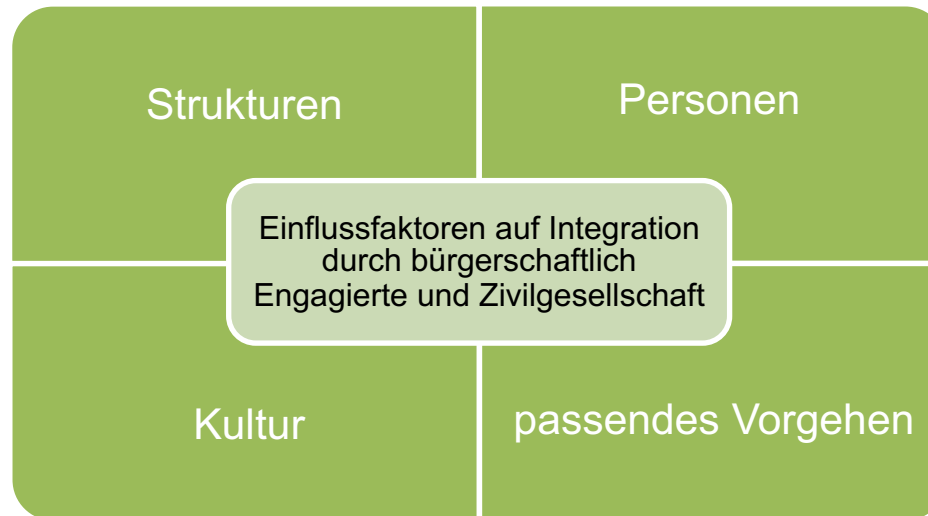 Strukturen
Personen
Einflussfaktoren auf Integration
durch bürgerschaftlich
Engagierte und Zivilgesellschaft
Kultur
passendes Vorgehen